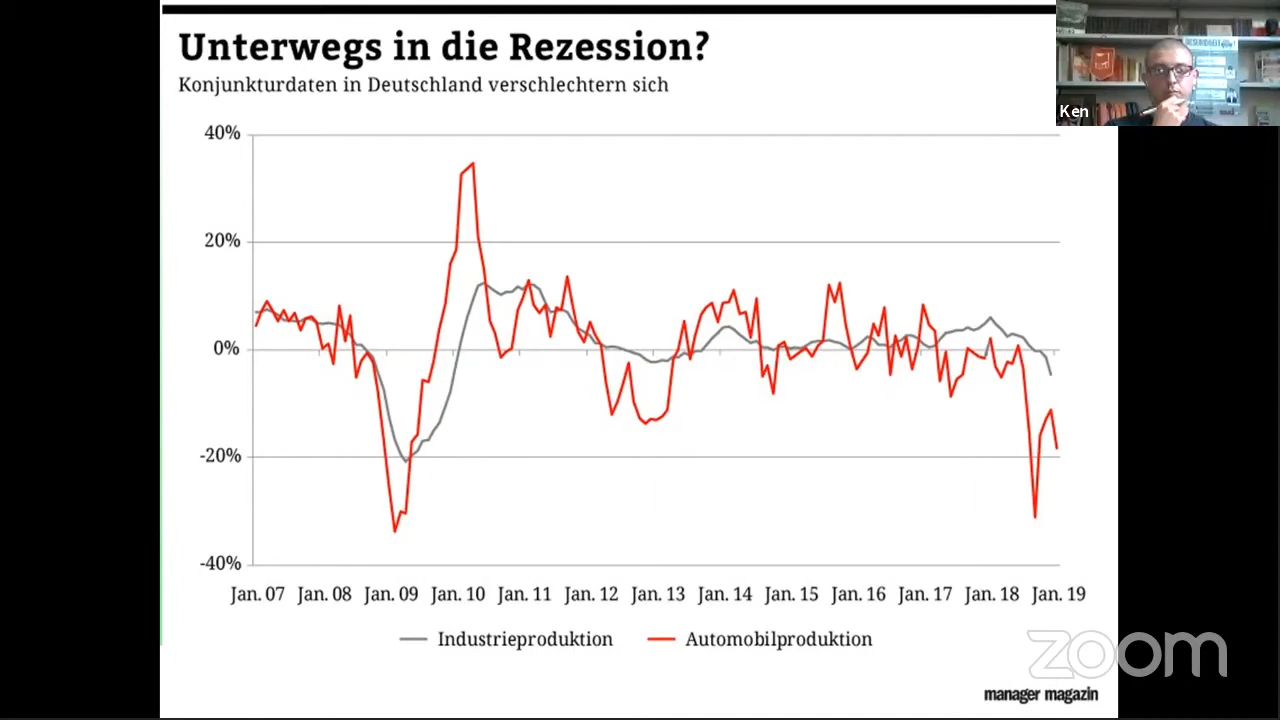 Unterwegs in die Rezession?
Konjunkturdaten in Deutschland verschlechtern sich
Ken
40%
20%
0%
-20%
-40%
Jan. 07 Jan. 08 Jan. 09 Jan. 10 Jan. 11 Jan. 12 Jan. 13 Jan. 14 Jan. 15 Jan. 16 Jan. 17 Jan. 18 Jan. 19
Industrieproduktion Automobilproduktion
zoom
manager magazin